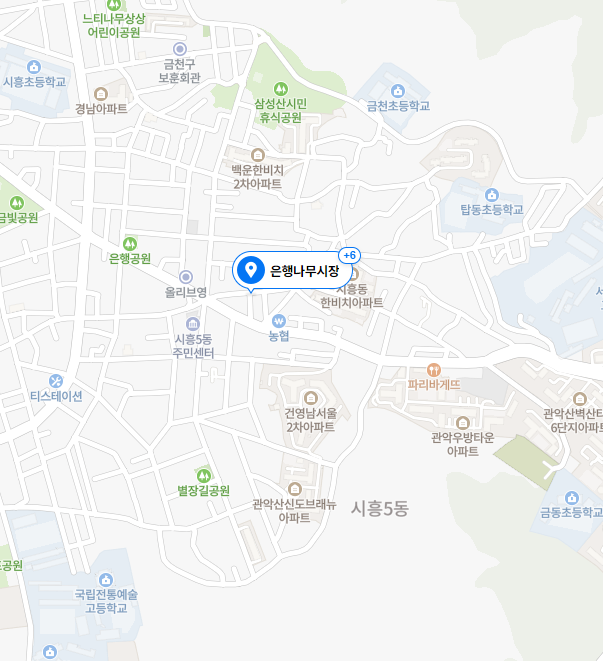 느티나무상상
어린이공원
금천구
보훈회관
시흥초등학교
경남아파트
삼성산시민
휴식공원
금천초등학교
백운한비치
2차아파트
탑동초등학교
금빛공원
은행공원
+6
은행나무시장
올리브영
시흥동
한비치아파트
서
시흥5동
주민센터
농협
파리바게뜨
티스테이션
건영남서울
2차아파트
관악산벽산타
6단지아파트
관악우방타운
아파트
별장길공원
관악산신도브래뉴
아파트
시흥5동
금동초등학교
공원
국립전통예술
고등학교